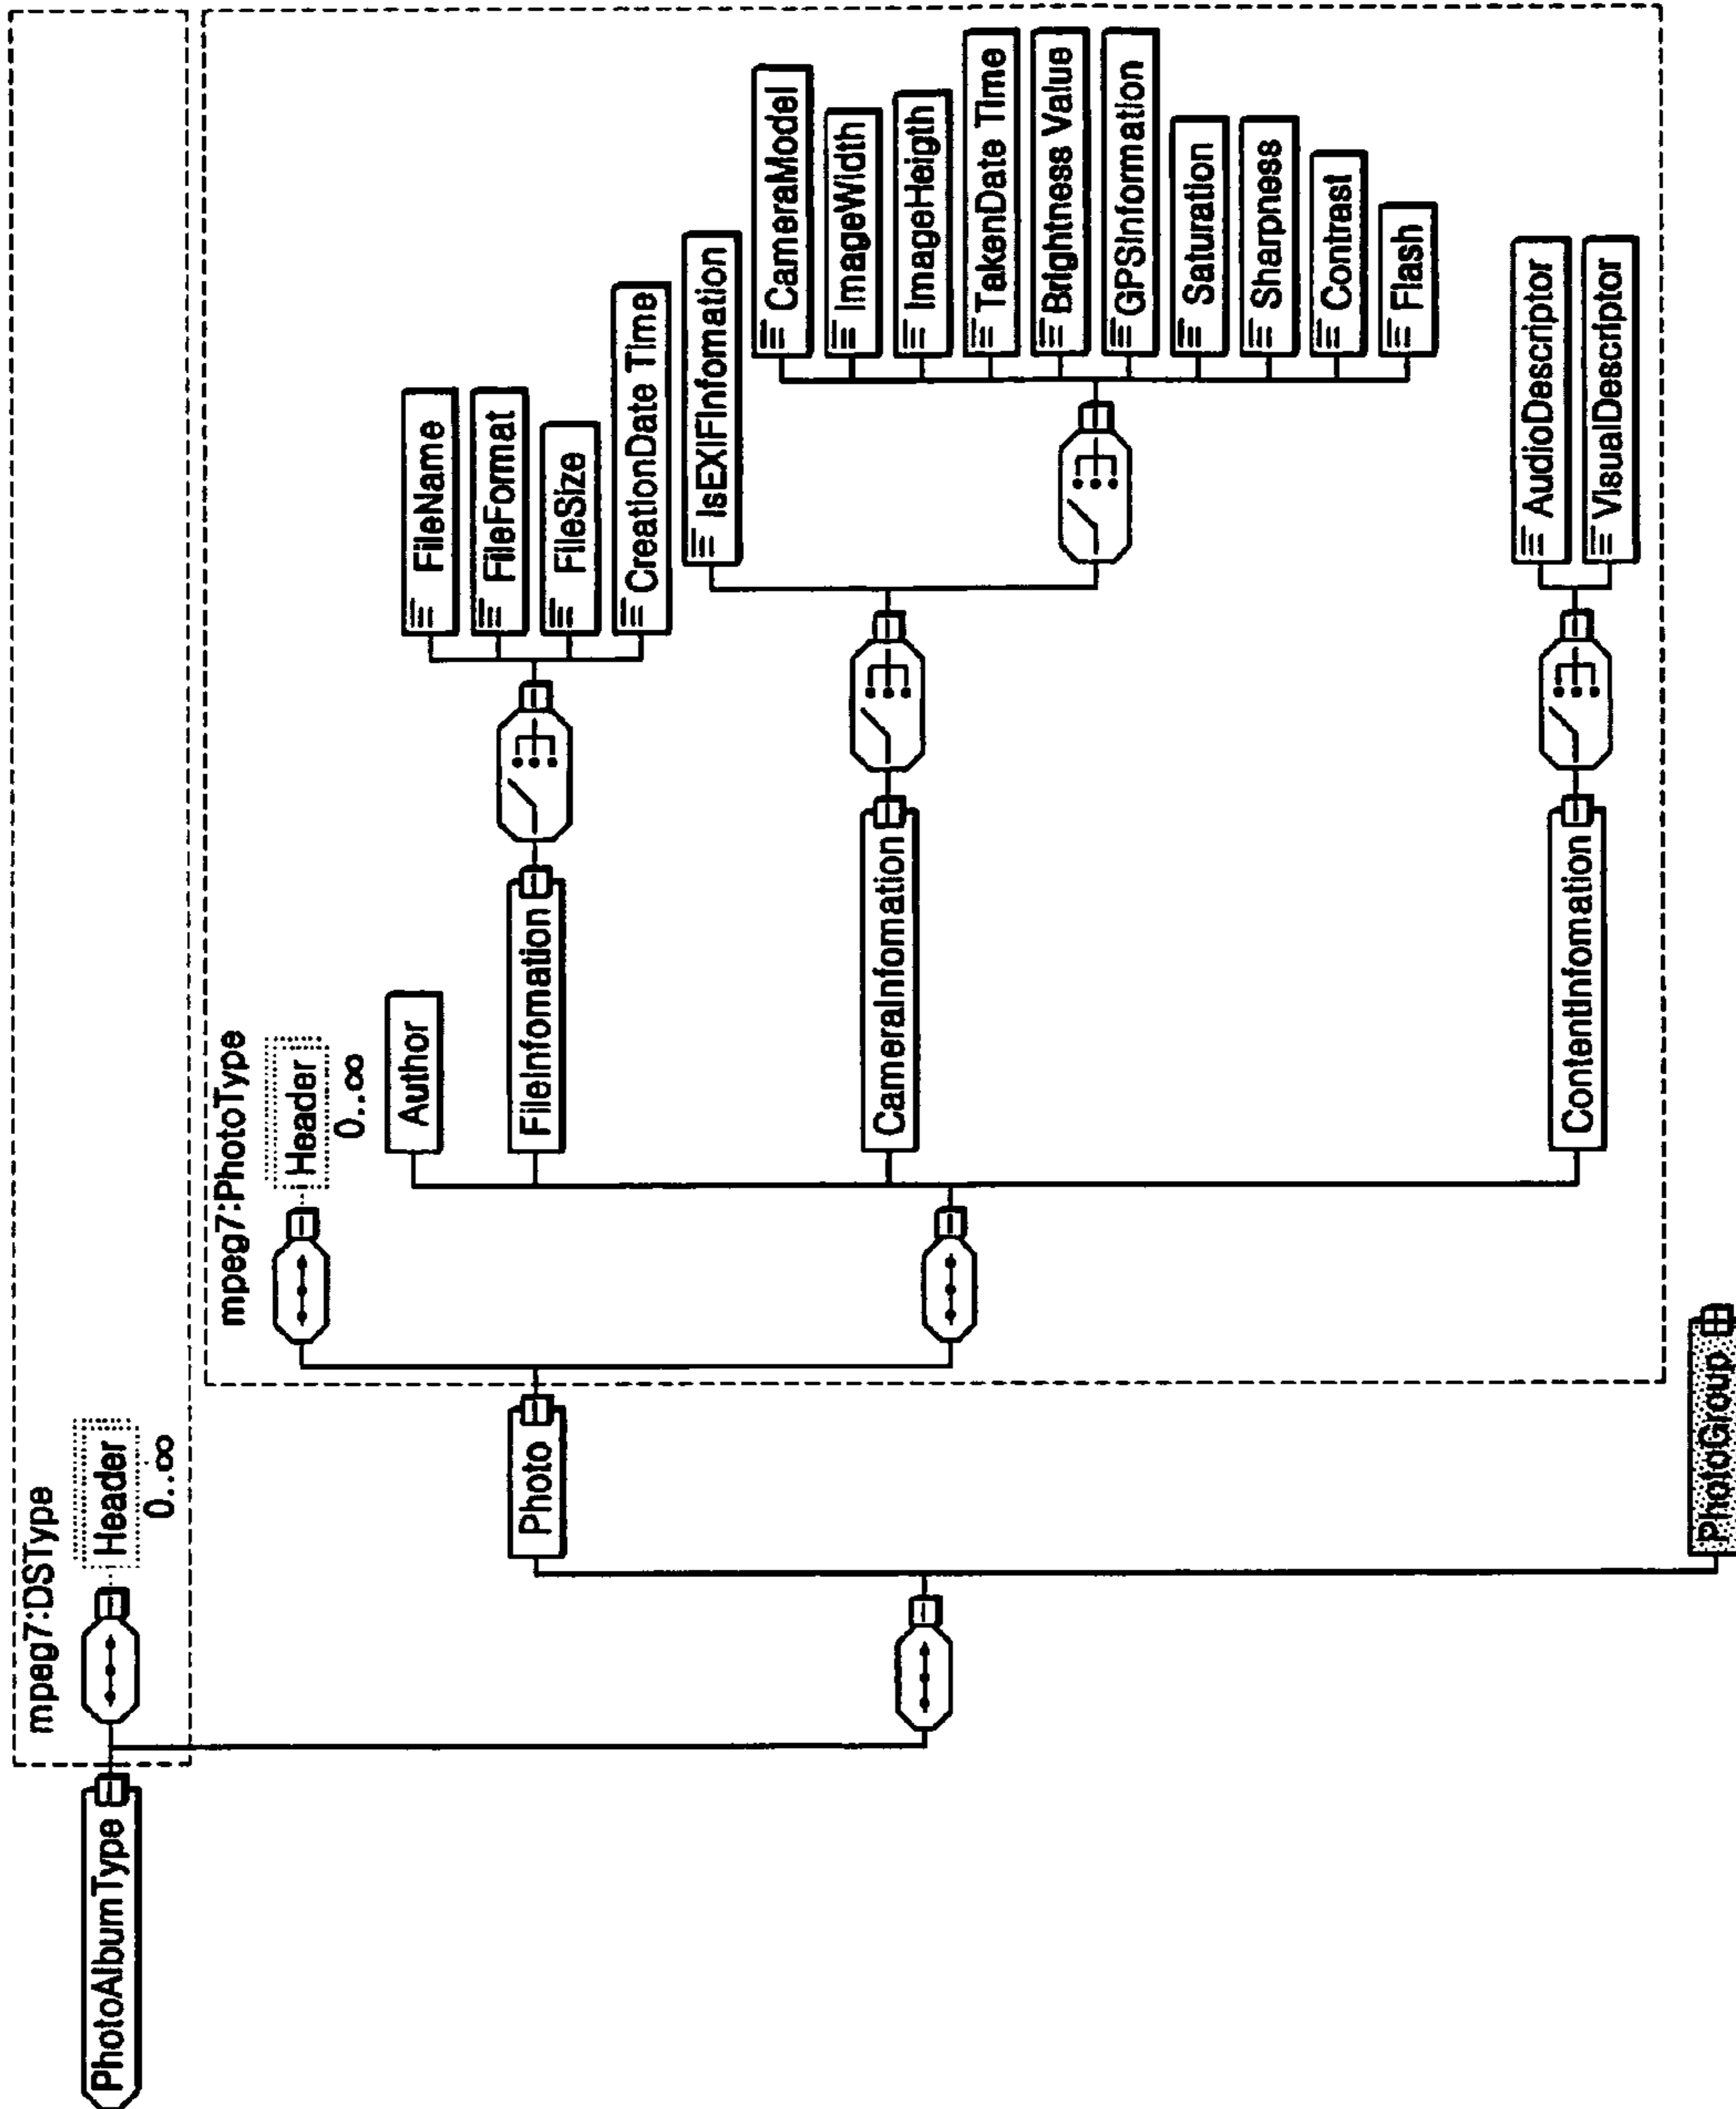 PhotoAlbumType
mpeg7:DSType
Header
0..∞
Photo
mpeg7:PhotoType
Header
0..∞
Author
FileInfomation
FileName
FileFormat
FileSize
CreationDate Time
CameraInfomation
IsEXIFInfomation
CameraModel
ImageWidth
ImageHeigth
TakenDate Time
Brightness Value
GPSInfomation
Saturation
Sharpness
Contrast
Flash
ContentInfomation
AudioDescriptor
VisualDescriptor
PhotoGroup